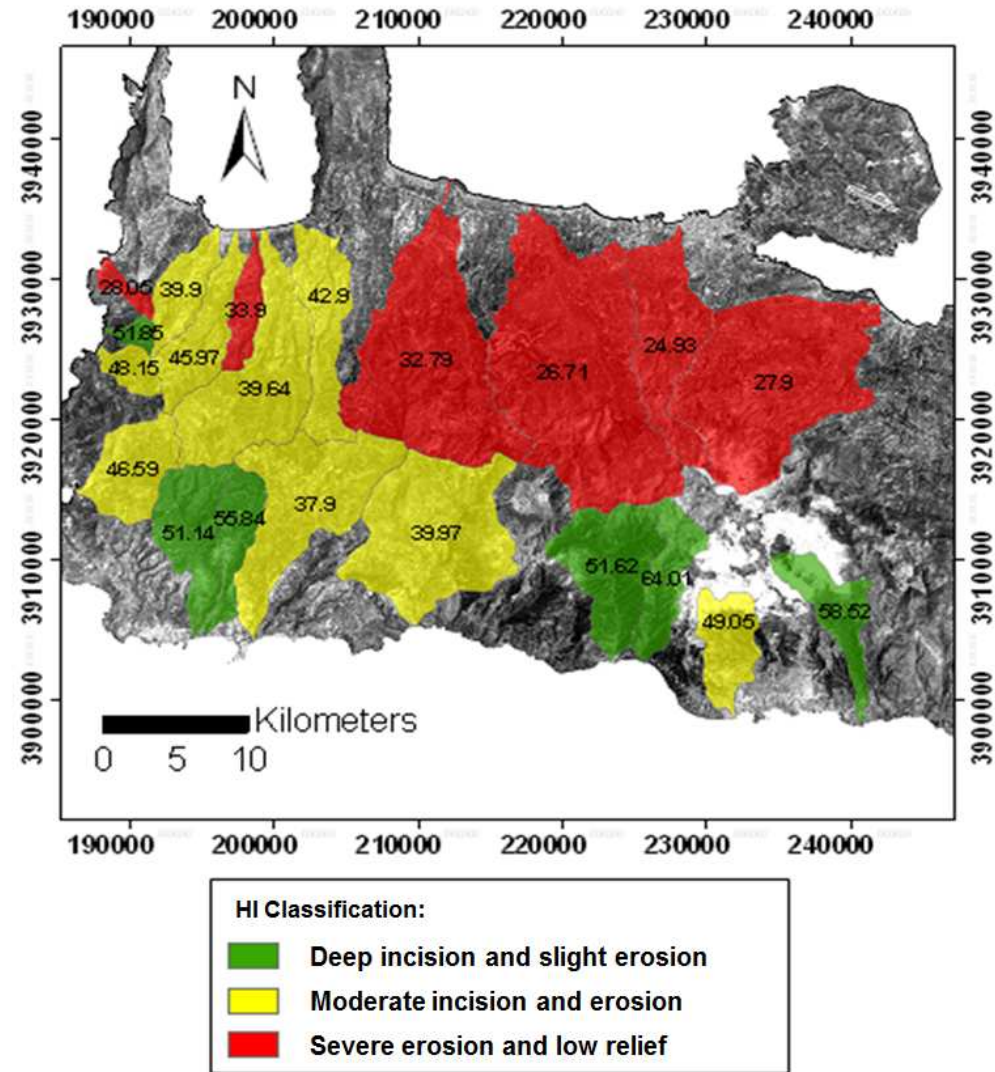 190000 200000 210000 220000 230000 240000
N
3940000 3940000
3930000 3930000
28.05 39.9 33.9 42.9
51.85
48.15 45.97 39.64 32.79 26.71 24.93 27.9
3920000 3920000
46.59
37.9
51.14 55.84 39.97
3910000 3910000
51.62 64.01
49.05 58.52
3900000 3900000
Kilometers
0 5 10
190000 200000 210000 220000 230000 240000
HI Classification:
Deep incision and slight erosion
Moderate incision and erosion
Severe erosion and low relief